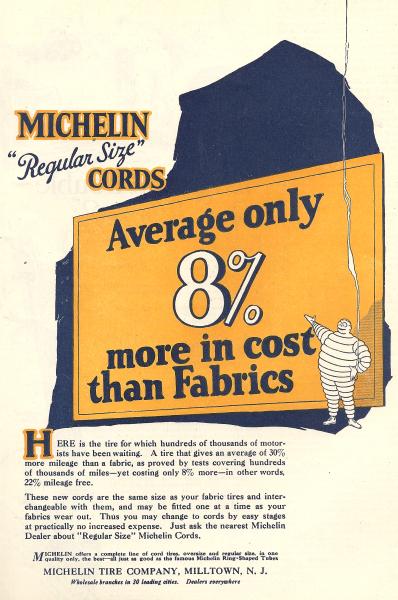 MICHELIN
"Regular Size"
CORDS
Average only
8%
more in cost
than Fabrics
HERE is the tire for which hundreds of thousands of motor-
ists have been waiting. A tire that gives an average of 30%
more mileage than a fabric, as proved by tests covering hundreds
of thousands of miles—yet costing only 8% more—in other words,
22% mileage free.
These new cords are the same size as your fabric tires and inter-
changeable with them, and may be fitted one at a time as your
fabrics wear out. Thus you may change to cords by easy stages
at practically no increased expense. Just ask the nearest Michelin
Dealer about "Regular Size" Michelin Cords.
MICHELIN offers a complete line of cord tires, oversize and regular size, in one
quality only, the best—all just as good as the famous Michelin Ring-Shaped Tubes
MICHELIN TIRE COMPANY, MILLTOWN, N. J.
Wholesale branches in 30 leading cities. Dealers everywhere